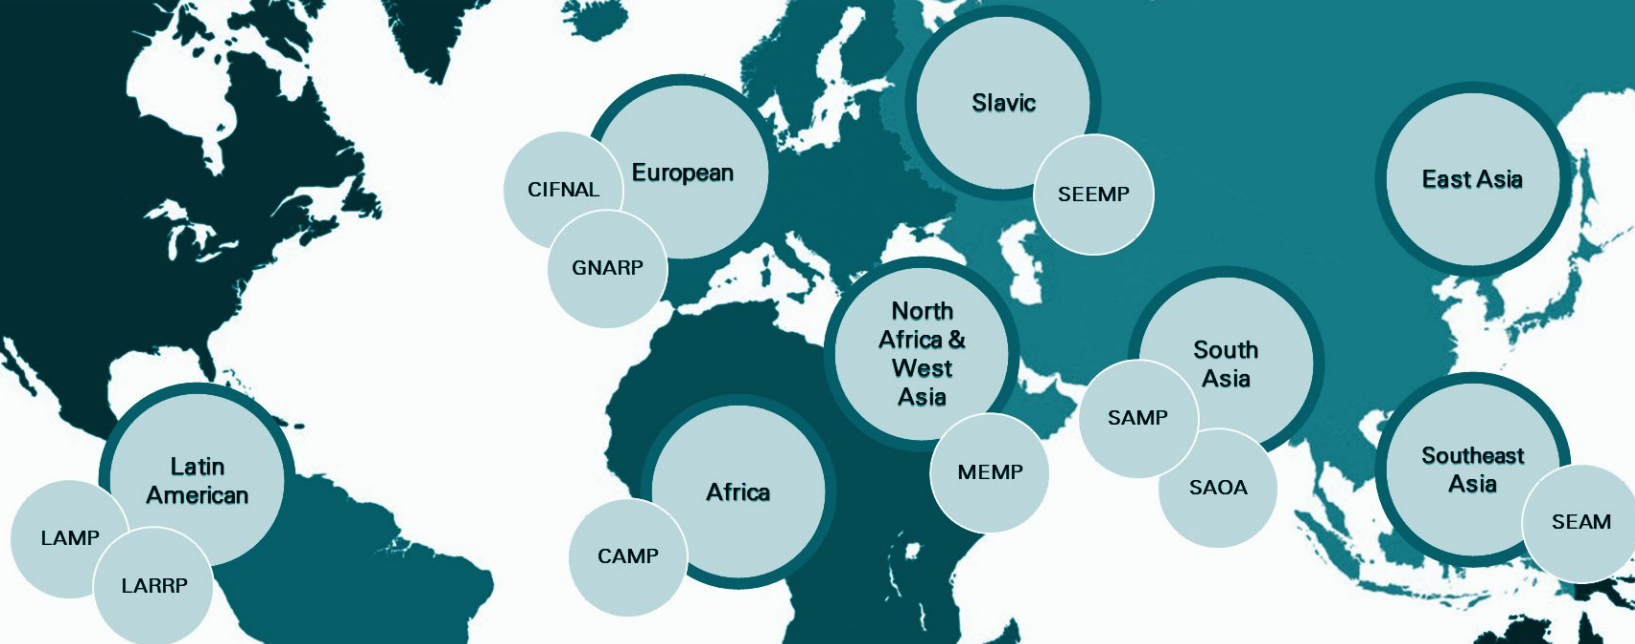 Slavic
European
CIFNAL
SEEMP
East Asia
GNARP
North
Africa &
West
Asia
South
Asia
SAMP
Latin
American
Southeast
Asia
Africa
MEMP
SAOA
LAMP
SEAM
CAMP
LARRP